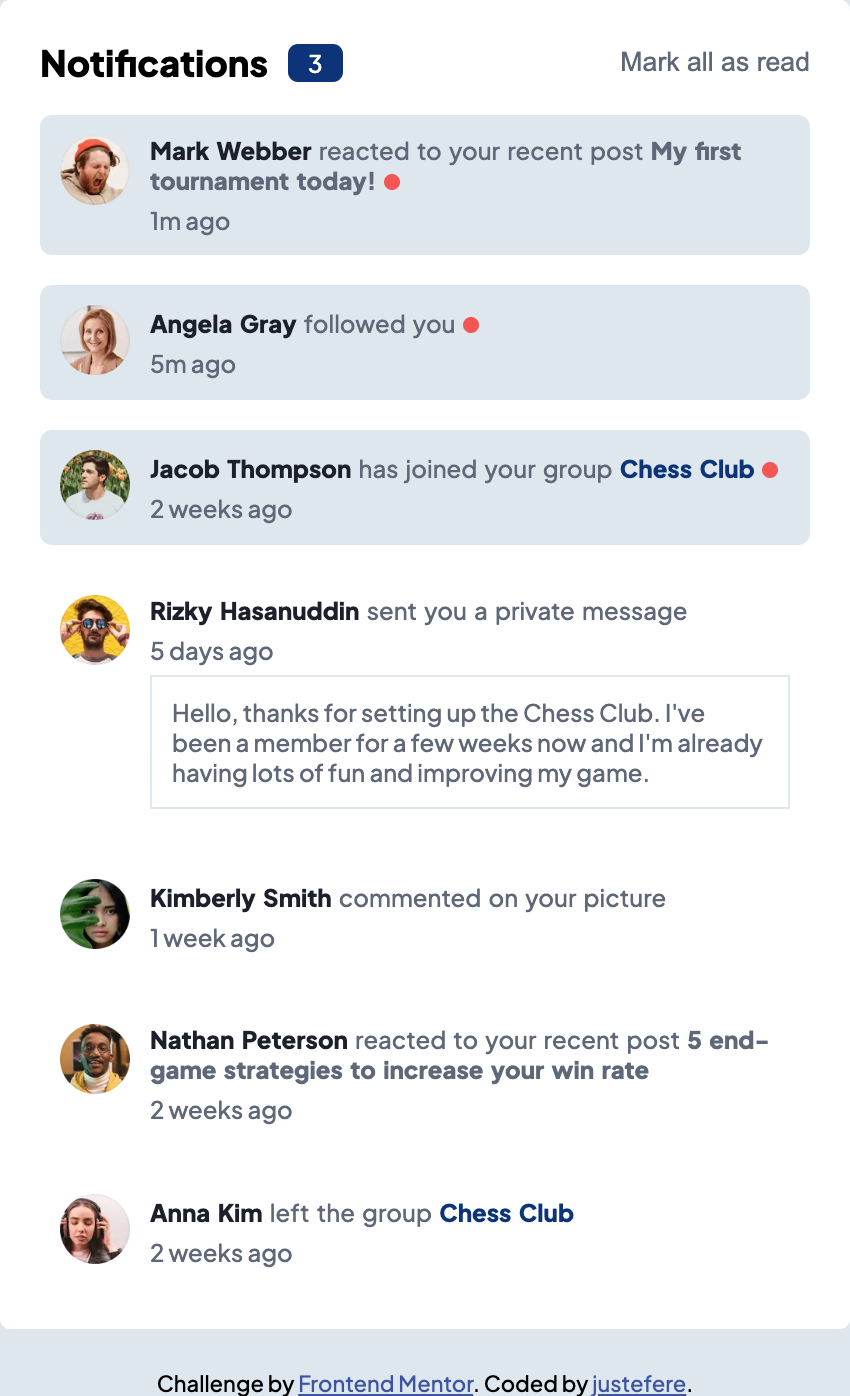 Notifications 3 Mark all as read
Mark Webber reacted to your recent post My first
tournament today!
1m ago
Angela Gray followed you
5m ago
Jacob Thompson has joined your group Chess Club
2 weeks ago
Rizky Hasanuddin sent you a private message
5 days ago
Hello, thanks for setting up the Chess Club. I've
been a member for a few weeks now and I'm already
having lots of fun and improving my game.
Kimberly Smith commented on your picture
1 week ago
Nathan Peterson reacted to your recent post 5 end-
game strategies to increase your win rate
2 weeks ago
Anna Kim left the group Chess Club
2 weeks ago
Challenge by Frontend Mentor. Coded by justefere.